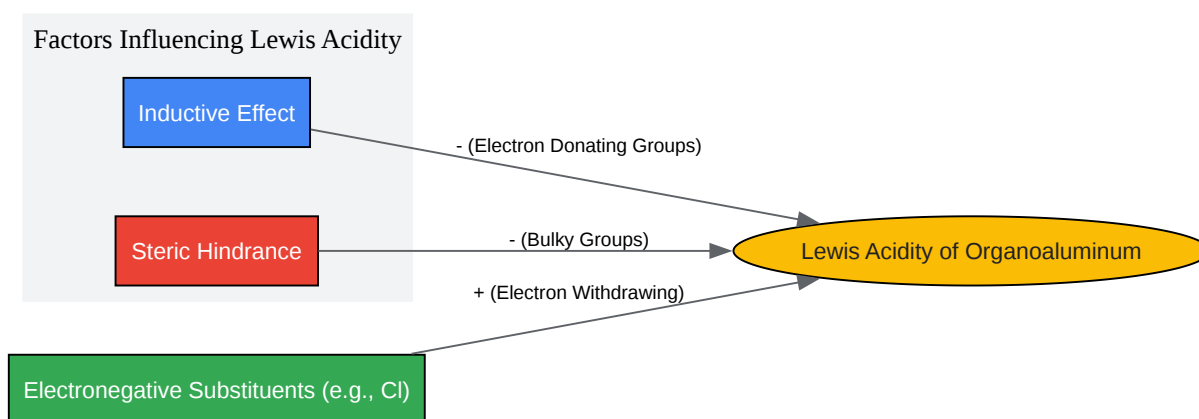 Factors Influencing Lewis Acidity
Inductive Effect
- (Electron Donating Groups)
Steric Hindrance
- (Bulky Groups)
Lewis Acidity of Organoaluminum
+ (Electron Withdrawing)
Electronegative Substituents (e.g., Cl)